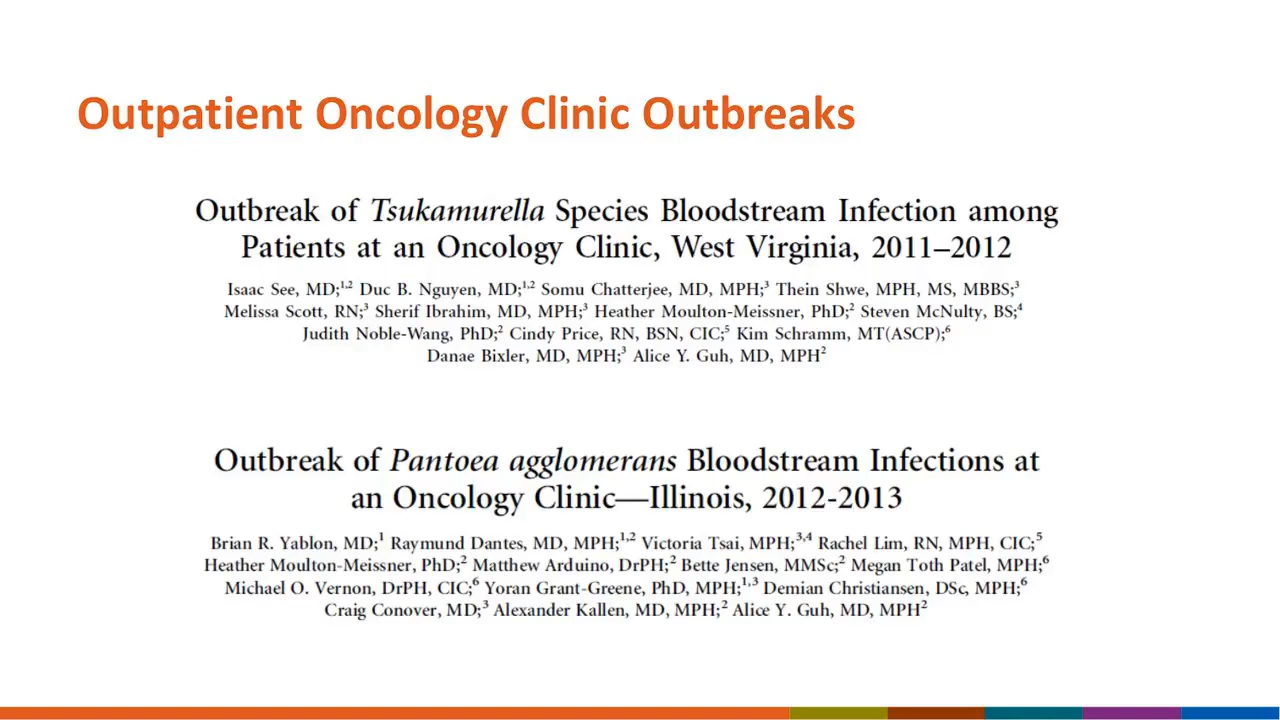 Outpatient Oncology Clinic Outbreaks
Outbreak of Tsukamurella Species Bloodstream Infection among
Patients at an Oncology Clinic, West Virginia, 2011–2012
Isaac See, MD;1,2 Duc B. Nguyen, MD;1,2 Somu Chatterjee, MD, MPH;3 Thein Shwe, MPH, MS, MBBS;3
Melissa Scott, RN;3 Sherif Ibrahim, MD, MPH;3 Heather Moulton-Meissner, PhD;2 Steven McNulty, BS;4
Judith Noble-Wang, PhD;2 Cindy Price, RN, BSN, CIC;5 Kim Schramm, MT(ASCP);6
Danae Bixler, MD, MPH;3 Alice Y. Guh, MD, MPH2
Outbreak of Pantoea agglomerans Bloodstream Infections at
an Oncology Clinic—Illinois, 2012-2013
Brian R. Yablon, MD;1 Raymund Dantes, MD, MPH;1,2 Victoria Tsai, MPH;3,4 Rachel Lim, RN, MPH, CIC;5
Heather Moulton-Meissner, PhD;2 Matthew Arduino, DrPH;2 Bette Jensen, MMSc;2 Megan Toth Patel, MPH;6
Michael O. Vernon, DrPH, CIC;6 Yoran Grant-Greene, PhD, MPH;1,3 Demian Christiansen, DSc, MPH;6
Craig Conover, MD;3 Alexander Kallen, MD, MPH;2 Alice Y. Guh, MD, MPH2